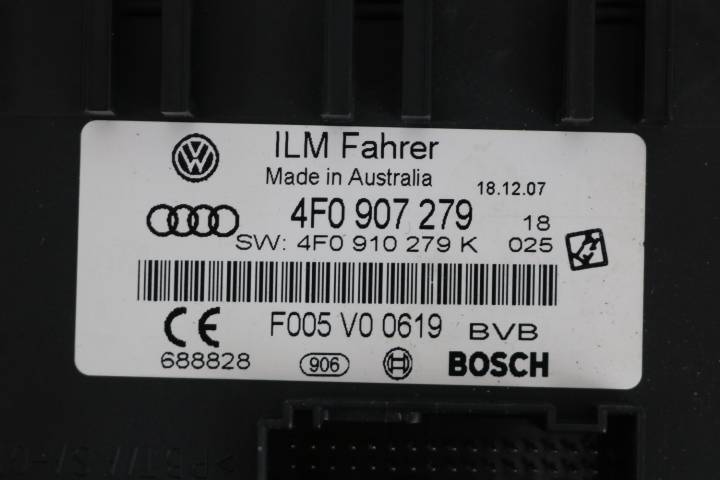 ILM Fahrer
Made in Australia 18.12.07
4F0 907 279 18
SW: 4F0 910 279 K 025
F005 V0 0619 BVB
CE
688828 906 BOSCH